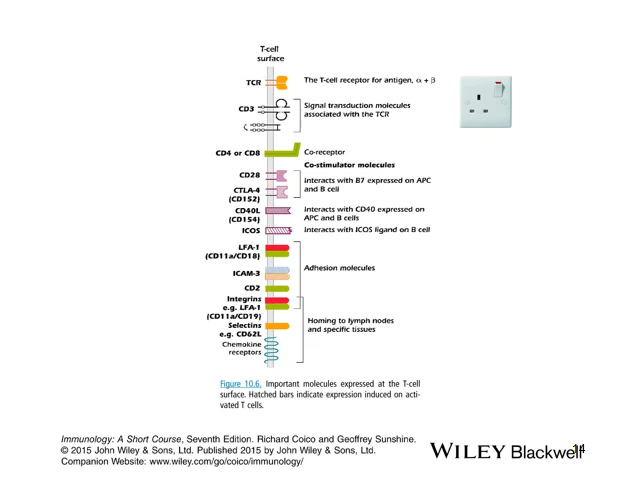 T-cell
surface
TCR
The T-cell receptor for antigen, α + β
CD3
Signal transduction molecules
associated with the TCR
ζ
CD4 or CD8
Co-receptor
Co-stimulator molecules
CD28
Interacts with B7 expressed on APC
and B cell
CTLA-4
(CD152)
CD40L
(CD154)
Interacts with CD40 expressed on
APC and B cells
ICOS
Interacts with ICOS ligand on B cell
LFA-1
(CD11a/CD18)
Adhesion molecules
ICAM-3
CD2
Integrins
e.g. LFA-1
(CD11a/CD19)
Homing to lymph nodes
and specific tissues
Selectins
e.g. CD62L
Chemokine
receptors
Figure 10.6. Important molecules expressed at the T-cell
surface. Hatched bars indicate expression induced on acti-
vated T cells.
Immunology: A Short Course, Seventh Edition. Richard Coico and Geoffrey Sunshine.
© 2015 John Wiley & Sons, Ltd. Published 2015 by John Wiley & Sons, Ltd.
Companion Website: www.wiley.com/go/coico/immunology/
WILEY Blackwell
14